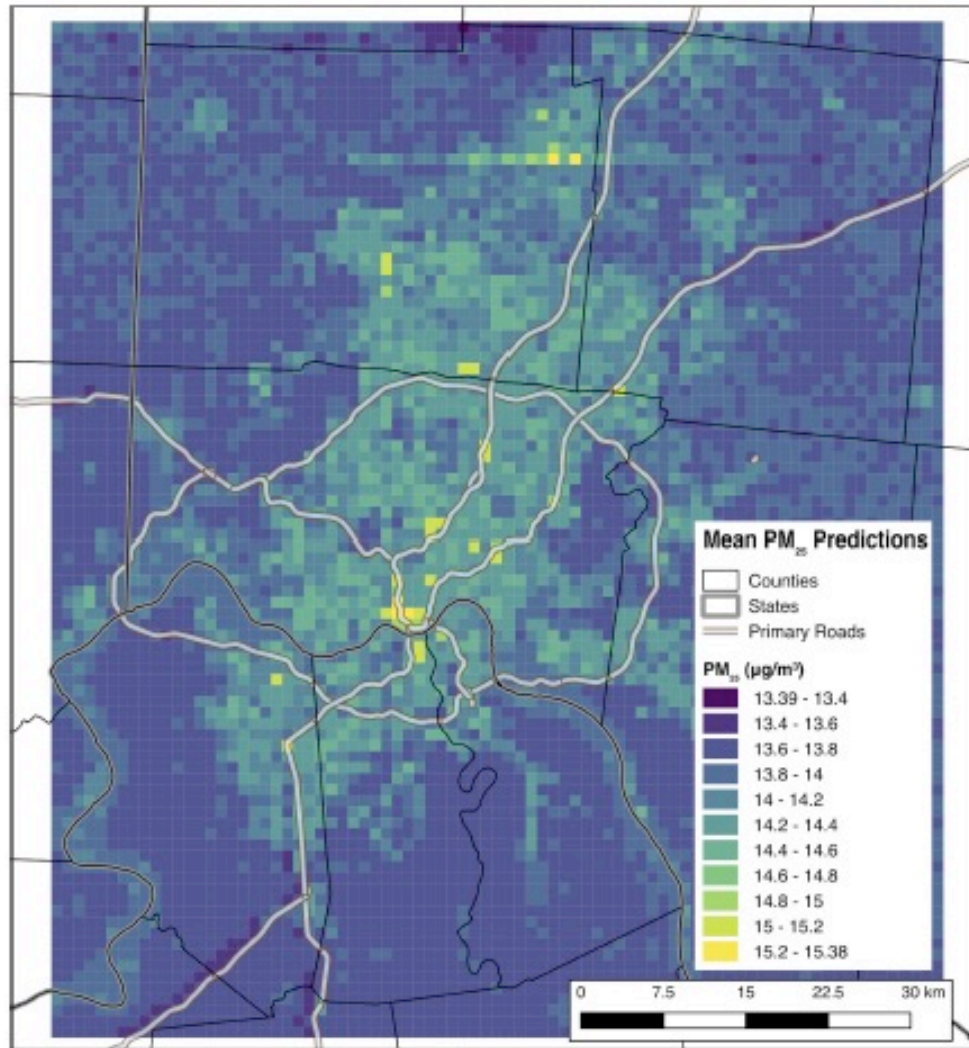 Mean PM25 Predictions
Counties
States
Primary Roads
PM25 (µg/m³)
13.39 - 13.4
13.4 - 13.6
13.6 - 13.8
13.8 - 14
14 - 14.2
14.2 - 14.4
14.4 - 14.6
14.6 - 14.8
14.8 - 15
15 - 15.2
15.2 - 15.38
0 7.5 15 22.5 30 km